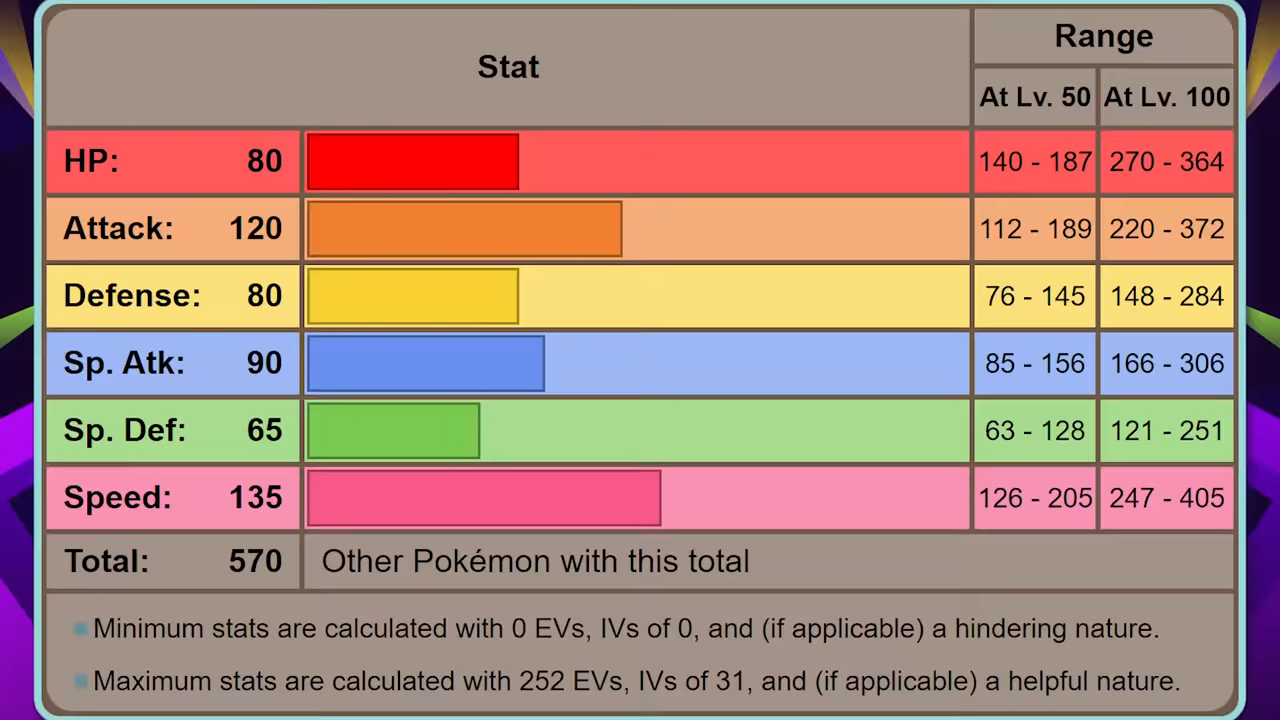 Stat
Range
At Lv. 50 At Lv. 100
HP: 80 140 - 187 270 - 364
Attack: 120 112 - 189 220 - 372
Defense: 80 76 - 145 148 - 284
Sp. Atk: 90 85 - 156 166 - 306
Sp. Def: 65 63 - 128 121 - 251
Speed: 135 126 - 205 247 - 405
Total: 570 Other Pokémon with this total
Minimum stats are calculated with 0 EVs, IVs of 0, and (if applicable) a hindering nature.
Maximum stats are calculated with 252 EVs, IVs of 31, and (if applicable) a helpful nature.